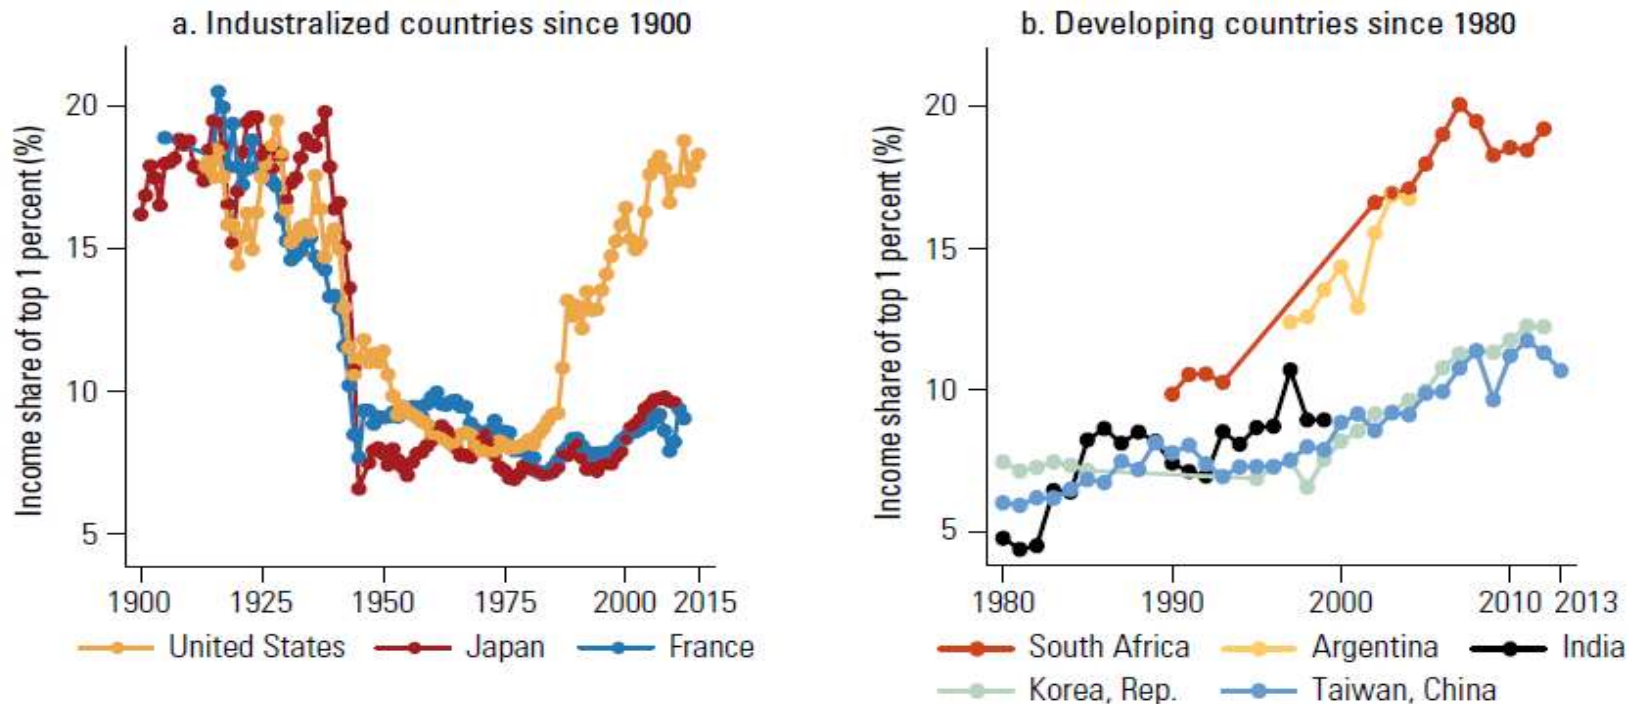 a. Industralized countries since 1900
Income share of top 1 percent (%)
20
15
10
5
1900 1925 1950 1975 2000 2015
United States Japan France
b. Developing countries since 1980
Income share of top 1 percent (%)
20
15
10
5
1980 1990 2000 2010 2013
South Africa Argentina India
Korea, Rep. Taiwan, China